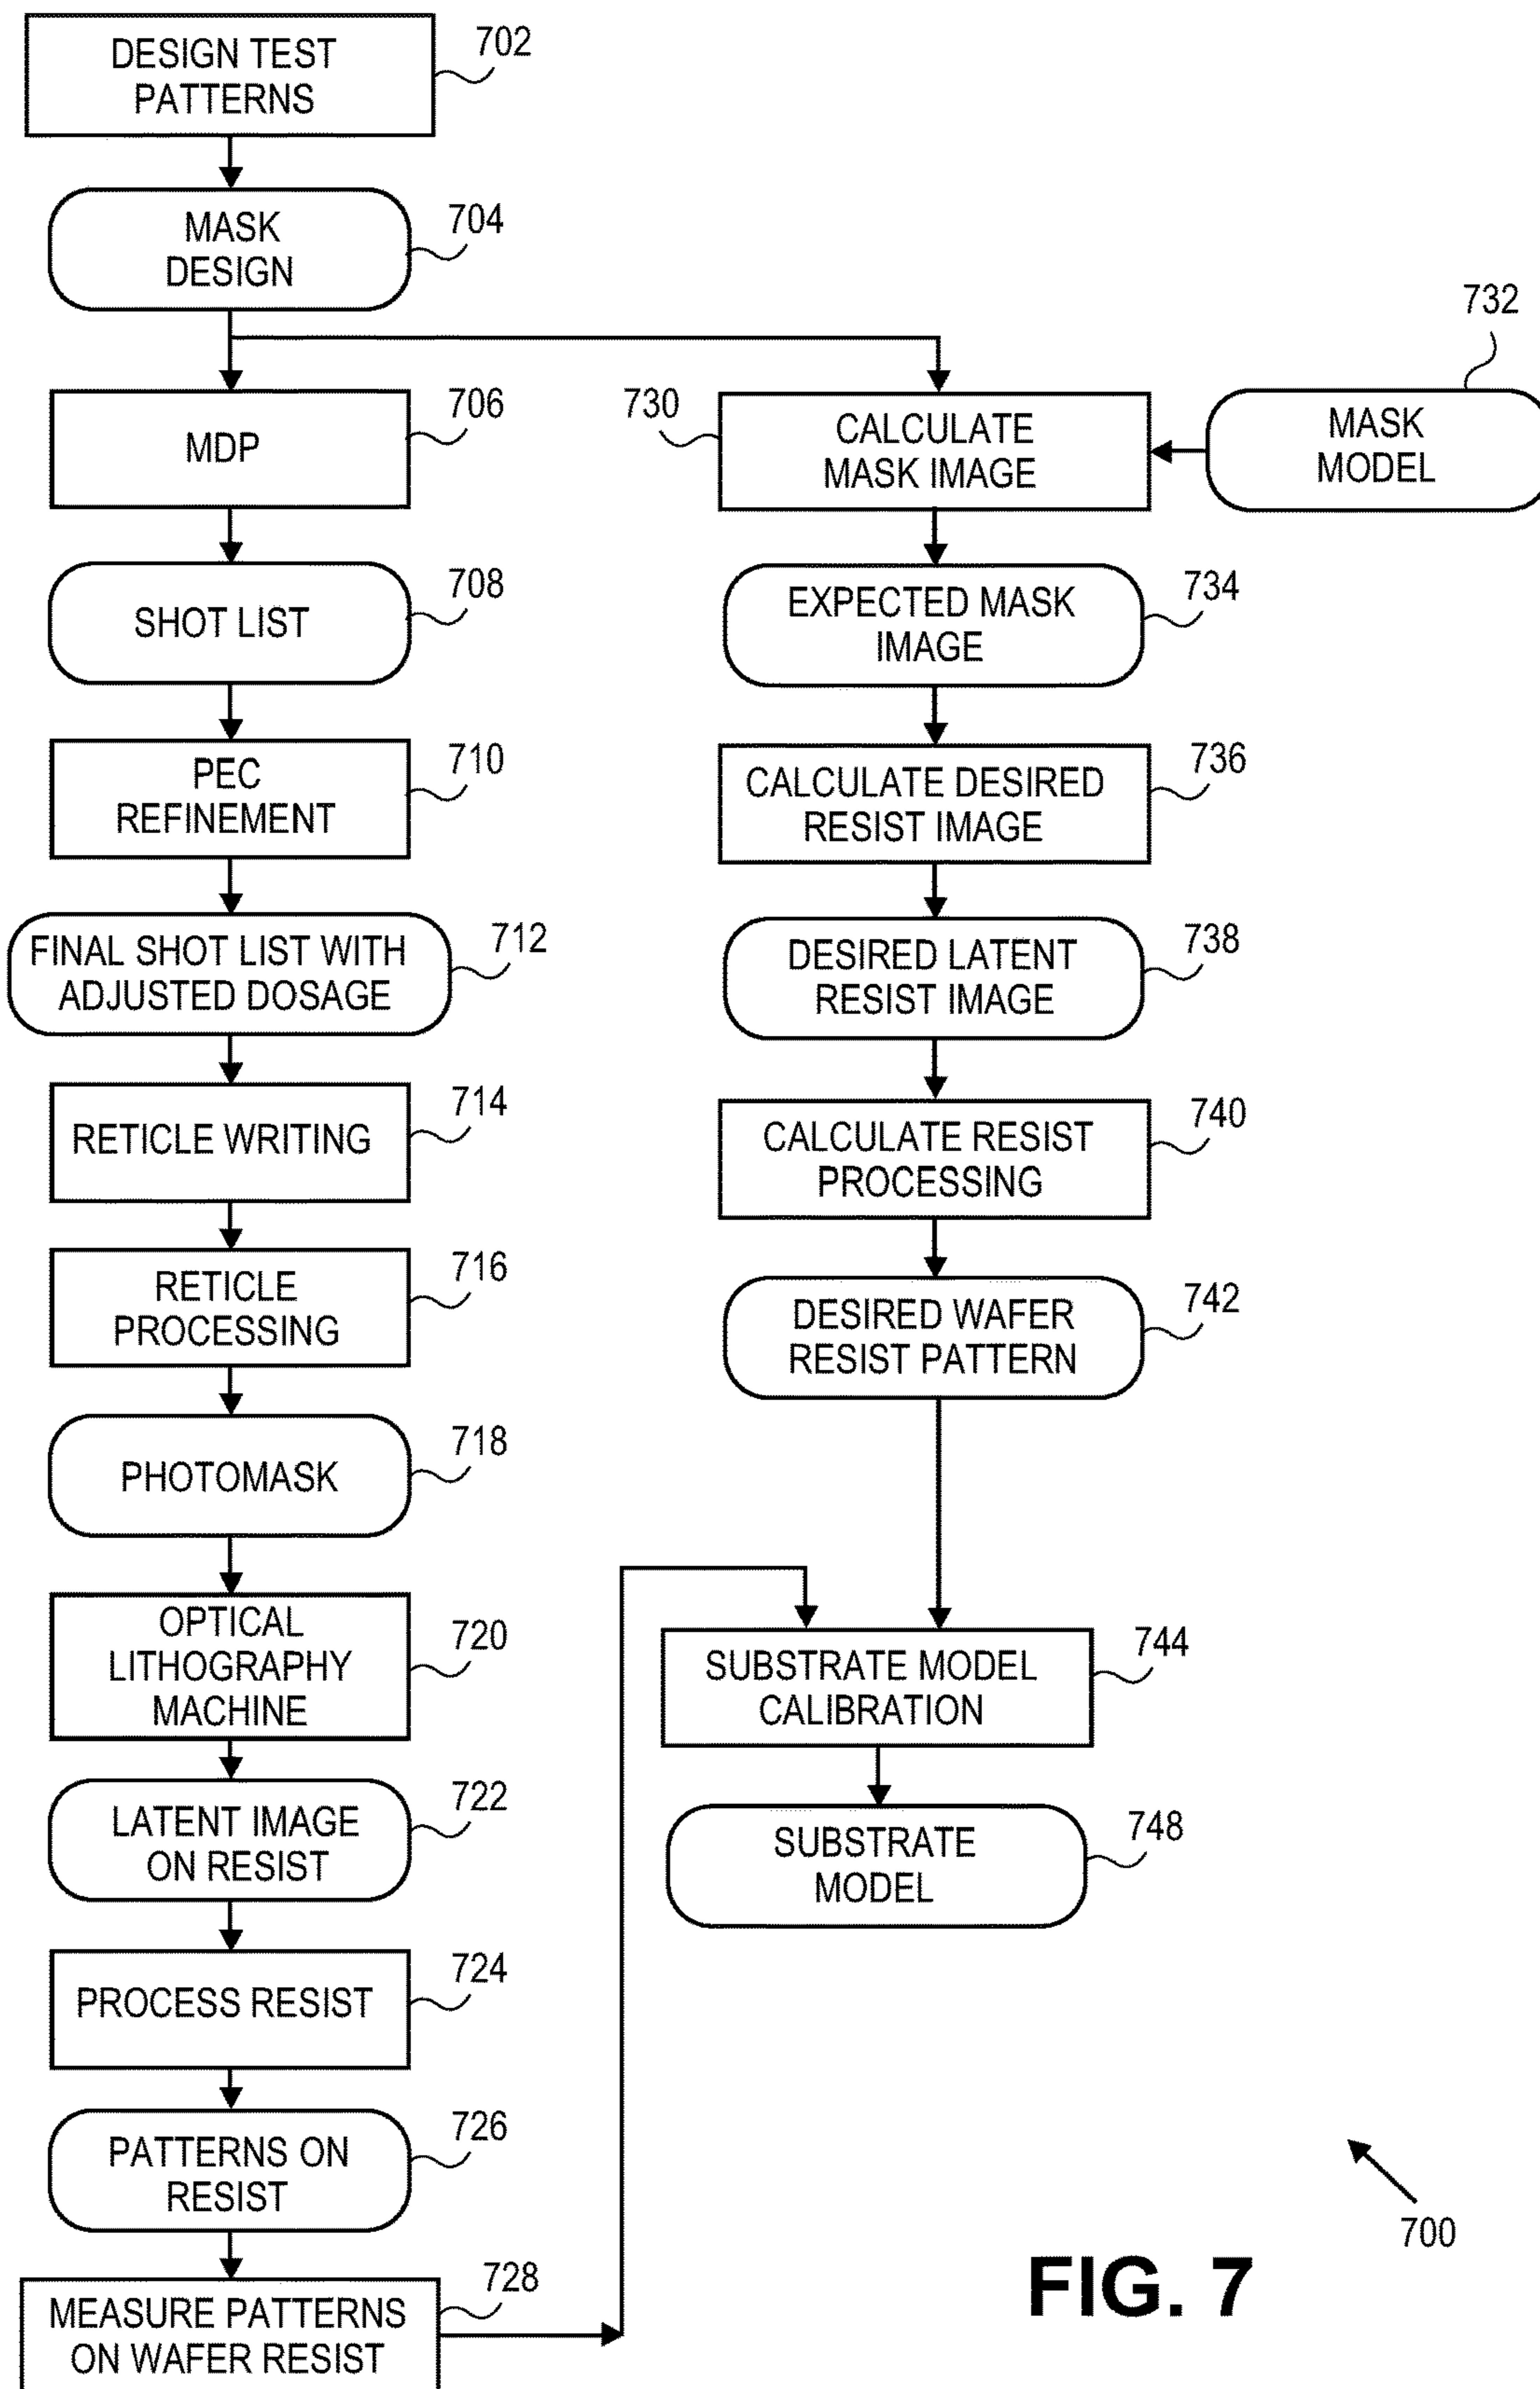 DESIGN TEST
PATTERNS
702
MASK
DESIGN
704
MDP
706
SHOT LIST
708
PEC
REFINEMENT
710
FINAL SHOT LIST WITH
ADJUSTED DOSAGE
712
RETICLE WRITING
714
RETICLE
PROCESSING
716
PHOTOMASK
718
OPTICAL
LITHOGRAPHY
MACHINE
720
LATENT IMAGE
ON RESIST
722
PROCESS RESIST
724
PATTERNS ON
RESIST
726
MEASURE PATTERNS
ON WAFER RESIST
728
730
CALCULATE
MASK IMAGE
732
MASK
MODEL
EXPECTED MASK
IMAGE
734
CALCULATE DESIRED
RESIST IMAGE
736
DESIRED LATENT
RESIST IMAGE
738
CALCULATE RESIST
PROCESSING
740
DESIRED WAFER
RESIST PATTERN
742
SUBSTRATE MODEL
CALIBRATION
744
SUBSTRATE
MODEL
748
700
FIG. 7